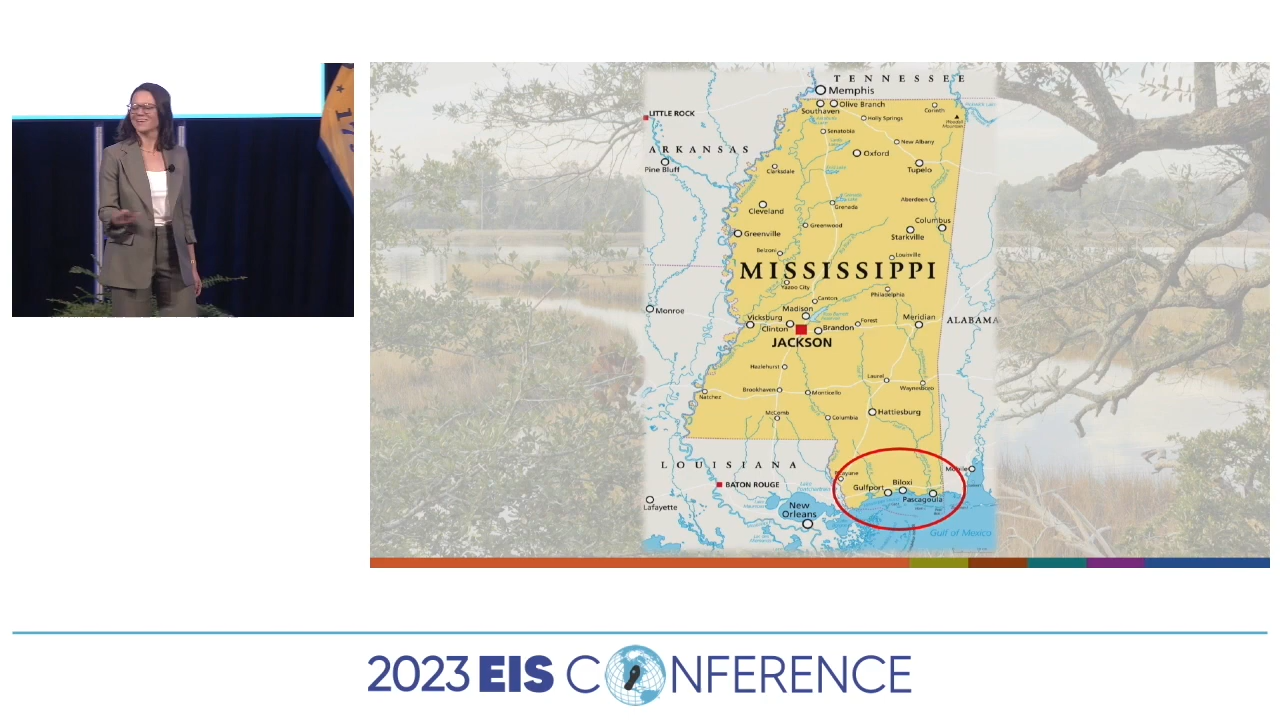 TENNESSEE
Memphis
Southaven
Olive Branch
Corinth
Holly Springs
LITTLE ROCK
Senatobia
New Albany
ARKANSAS
Oxford
Pine Bluff
Clarksdale
Tupelo
Aberdeen
Cleveland
Grenada
Columbus
Greenville
Greenwood
Starkville
Belzoni
Louisville
MISSISSIPPI
Yazoo City
Philadelphia
Canton
Madison
Monroe
Vicksburg
Clinton
Brandon
Forest
Meridian
ALABAMA
JACKSON
Hazlehurst
Laurel
Waynesboro
Brookhaven
Monticello
Natchez
McComb
Columbia
Hattiesburg
LOUISIANA
Mobile
BATON ROUGE
Gulfport
Biloxi
Pascagoula
Lafayette
New
Orleans
Gulf of Mexico
2023 EIS CONFERENCE